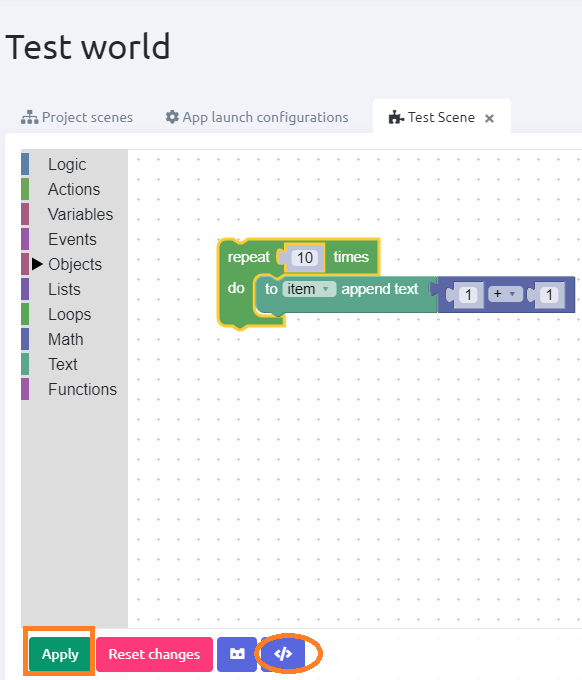 Test world
Project scenes App launch configurations Test Scene ×
Logic
Actions
Variables
Events
Objects
Lists
Loops
Math
Text
Functions
repeat 10 times
do to item append text 1 + 1
Apply Reset changes </>